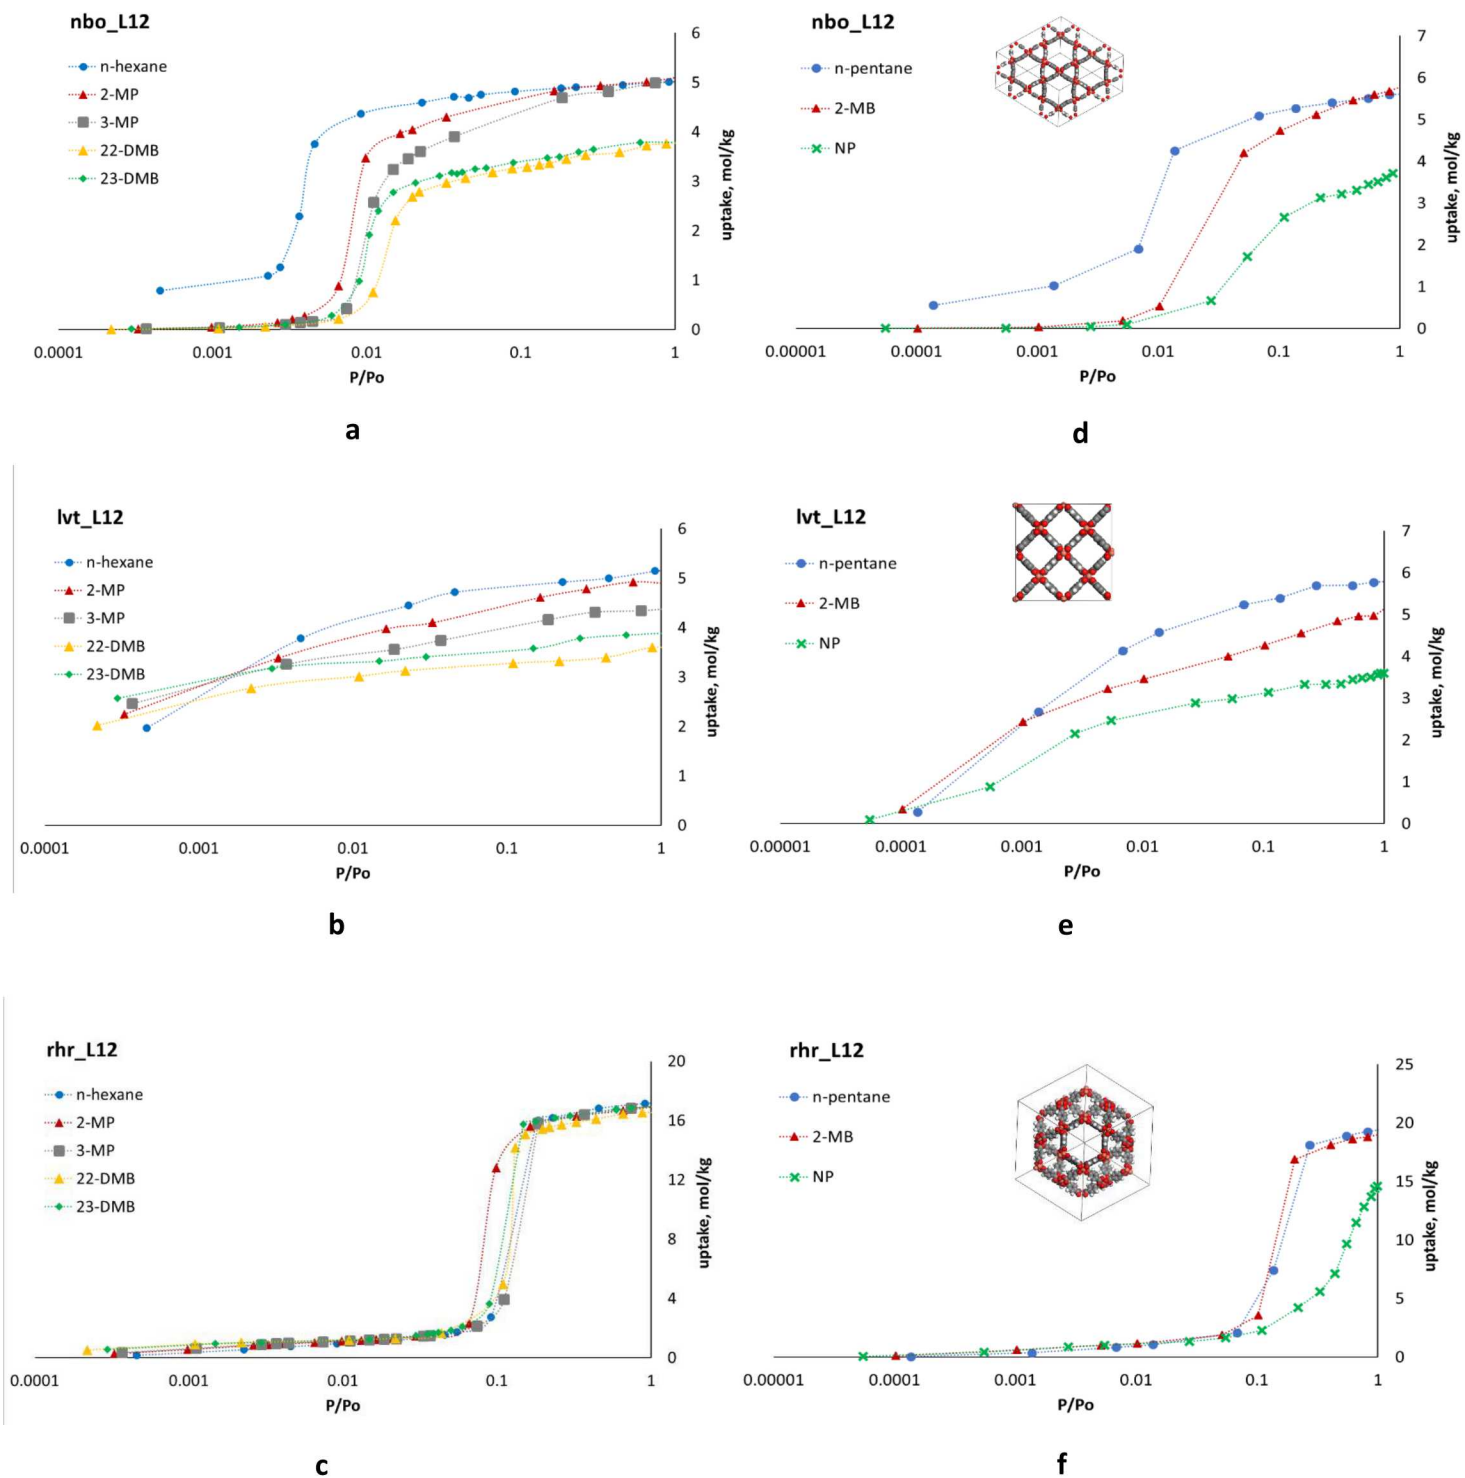 nbo_L12
n-hexane
2-MP
3-MP
22-DMB
23-DMB
6
5
4
3
2
1
0
uptake, mol/kg
0.0001
0.001
0.01
0.1
1
P/Po
a
nbo_L12
n-pentane
2-MB
NP
7
6
5
4
3
2
1
0
uptake, mol/kg
0.00001
0.0001
0.001
0.01
0.1
1
P/Po
d
lvt_L12
n-hexane
2-MP
3-MP
22-DMB
23-DMB
6
5
4
3
2
1
0
uptake, mol/kg
0.0001
0.001
0.01
0.1
1
P/Po
b
lvt_L12
n-pentane
2-MB
NP
7
6
5
4
3
2
1
0
uptake, mol/kg
0.00001
0.0001
0.001
0.01
0.1
1
P/Po
e
rhr_L12
n-hexane
2-MP
3-MP
22-DMB
23-DMB
20
16
12
8
4
0
uptake, mol/kg
0.0001
0.001
0.01
0.1
1
P/Po
c
rhr_L12
n-pentane
2-MB
NP
25
20
15
10
5
0
uptake, mol/kg
0.00001
0.0001
0.001
0.01
0.1
1
P/Po
f